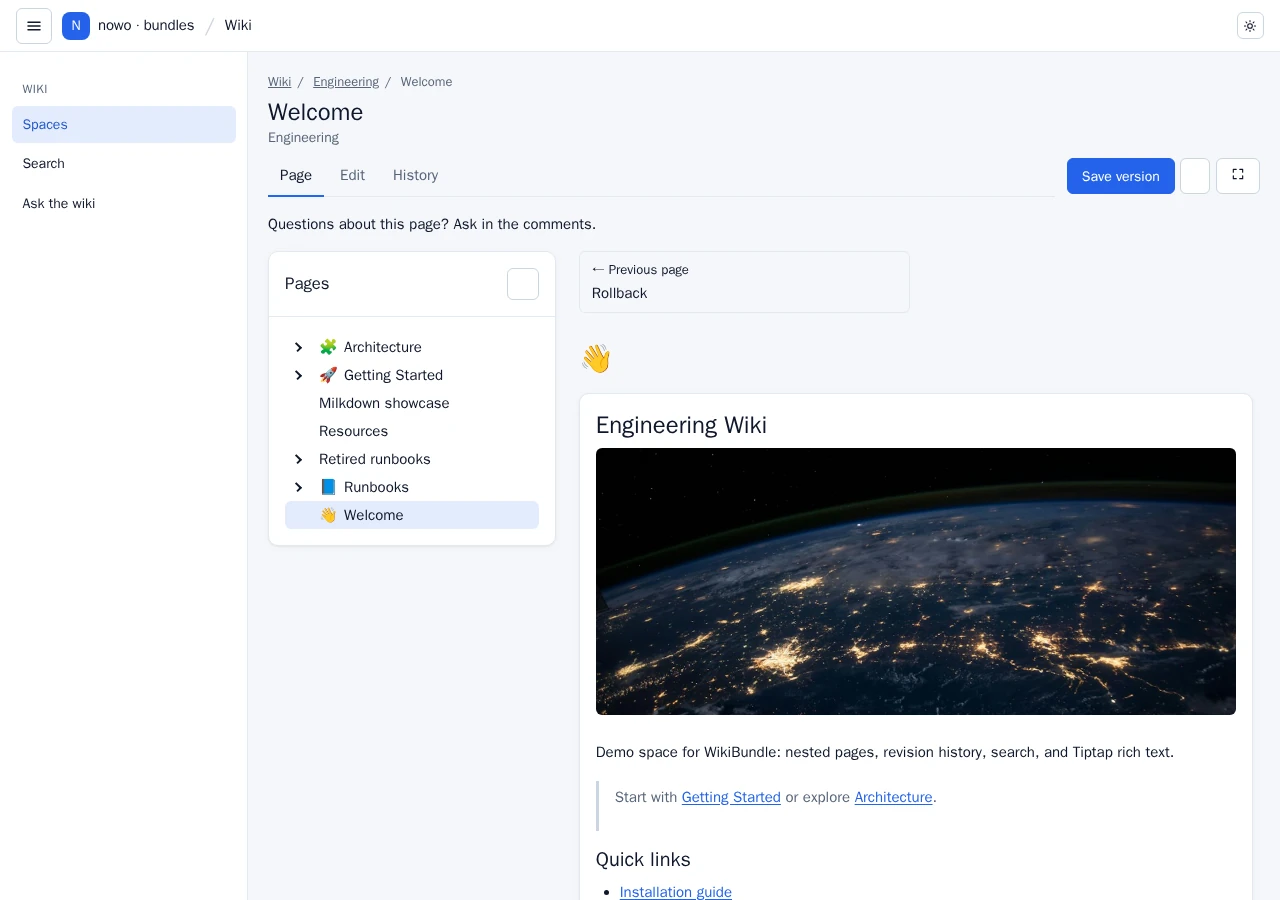 N nowo · bundles / Wiki
WIKI
Spaces
Search
Ask the wiki
Wiki / Engineering / Welcome
Welcome
Engineering
Page Edit History
Save version
Questions about this page? Ask in the comments.
Pages
🧩 Architecture
🚀 Getting Started
Milkdown showcase
Resources
Retired runbooks
📘 Runbooks
👋 Welcome
← Previous page
Rollback
👋
Engineering Wiki
Demo space for WikiBundle: nested pages, revision history, search, and Tiptap rich text.
Start with Getting Started or explore Architecture.
Quick links
• Installation guide